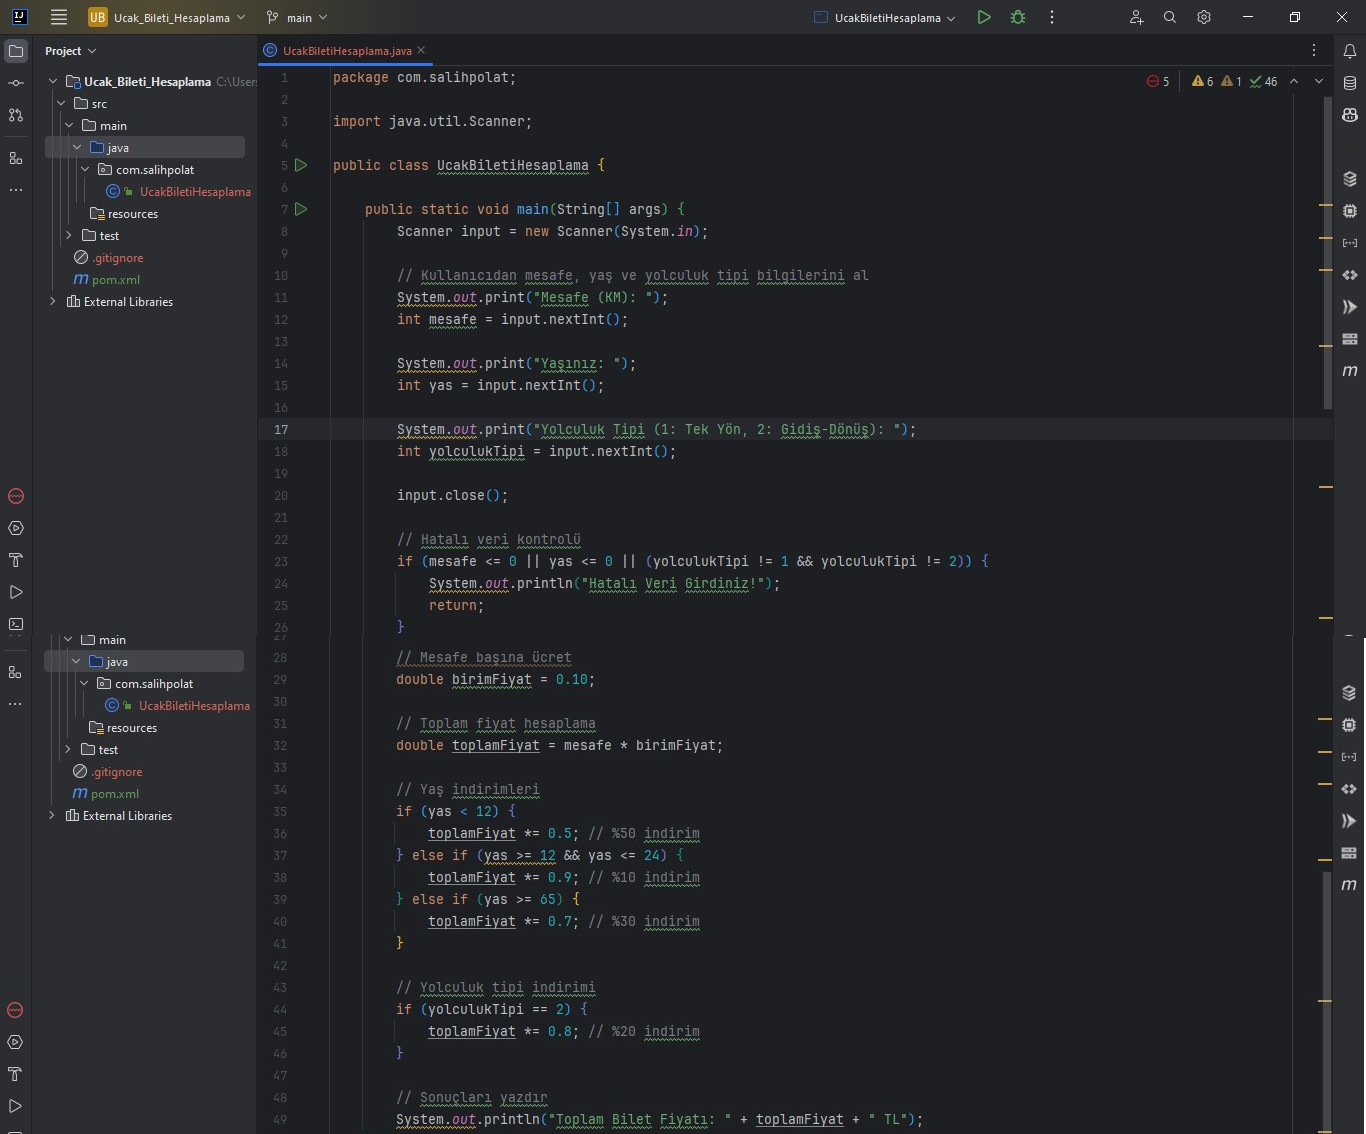 UB Ucak_Bileti_Hesaplama main UcakBiletiHesaplama
Project
UcakBiletiHesaplama.java
Ucak_Bileti_Hesaplama C:\Users
src
main
java
com.salihpolat
UcakBiletiHesaplama
resources
test
.gitignore
pom.xml
External Libraries
5 6 1 46
1 package com.salihpolat;
2
3 import java.util.Scanner;
4
5 public class UcakBiletiHesaplama {
6
7 public static void main(String[] args) {
8 Scanner input = new Scanner(System.in);
9
10 // Kullanıcıdan mesafe, yaş ve yolculuk tipi bilgilerini al
11 System.out.print("Mesafe (KM): ");
12 int mesafe = input.nextInt();
13
14 System.out.print("Yaşınız: ");
15 int yas = input.nextInt();
16
17 System.out.print("Yolculuk Tipi (1: Tek Yön, 2: Gidiş-Dönüş): ");
18 int yolculukTipi = input.nextInt();
19
20 input.close();
21
22 // Hatalı veri kontrolü
23 if (mesafe <= 0 || yas <= 0 || (yolculukTipi != 1 && yolculukTipi != 2)) {
24 System.out.println("Hatalı Veri Girdiniz!");
25 return;
26 }
27
main
java
com.salihpolat
UcakBiletiHesaplama
resources
test
.gitignore
pom.xml
External Libraries
28 // Mesafe başına ücret
29 double birimFiyat = 0.10;
30
31 // Toplam fiyat hesaplama
32 double toplamFiyat = mesafe * birimFiyat;
33
34 // Yaş indirimleri
35 if (yas < 12) {
36 toplamFiyat *= 0.5; // %50 indirim
37 } else if (yas >= 12 && yas <= 24) {
38 toplamFiyat *= 0.9; // %10 indirim
39 } else if (yas >= 65) {
40 toplamFiyat *= 0.7; // %30 indirim
41 }
42
43 // Yolculuk tipi indirimi
44 if (yolculukTipi == 2) {
45 toplamFiyat *= 0.8; // %20 indirim
46 }
47
48 // Sonuçları yazdır
49 System.out.println("Toplam Bilet Fiyatı: " + toplamFiyat + " TL");